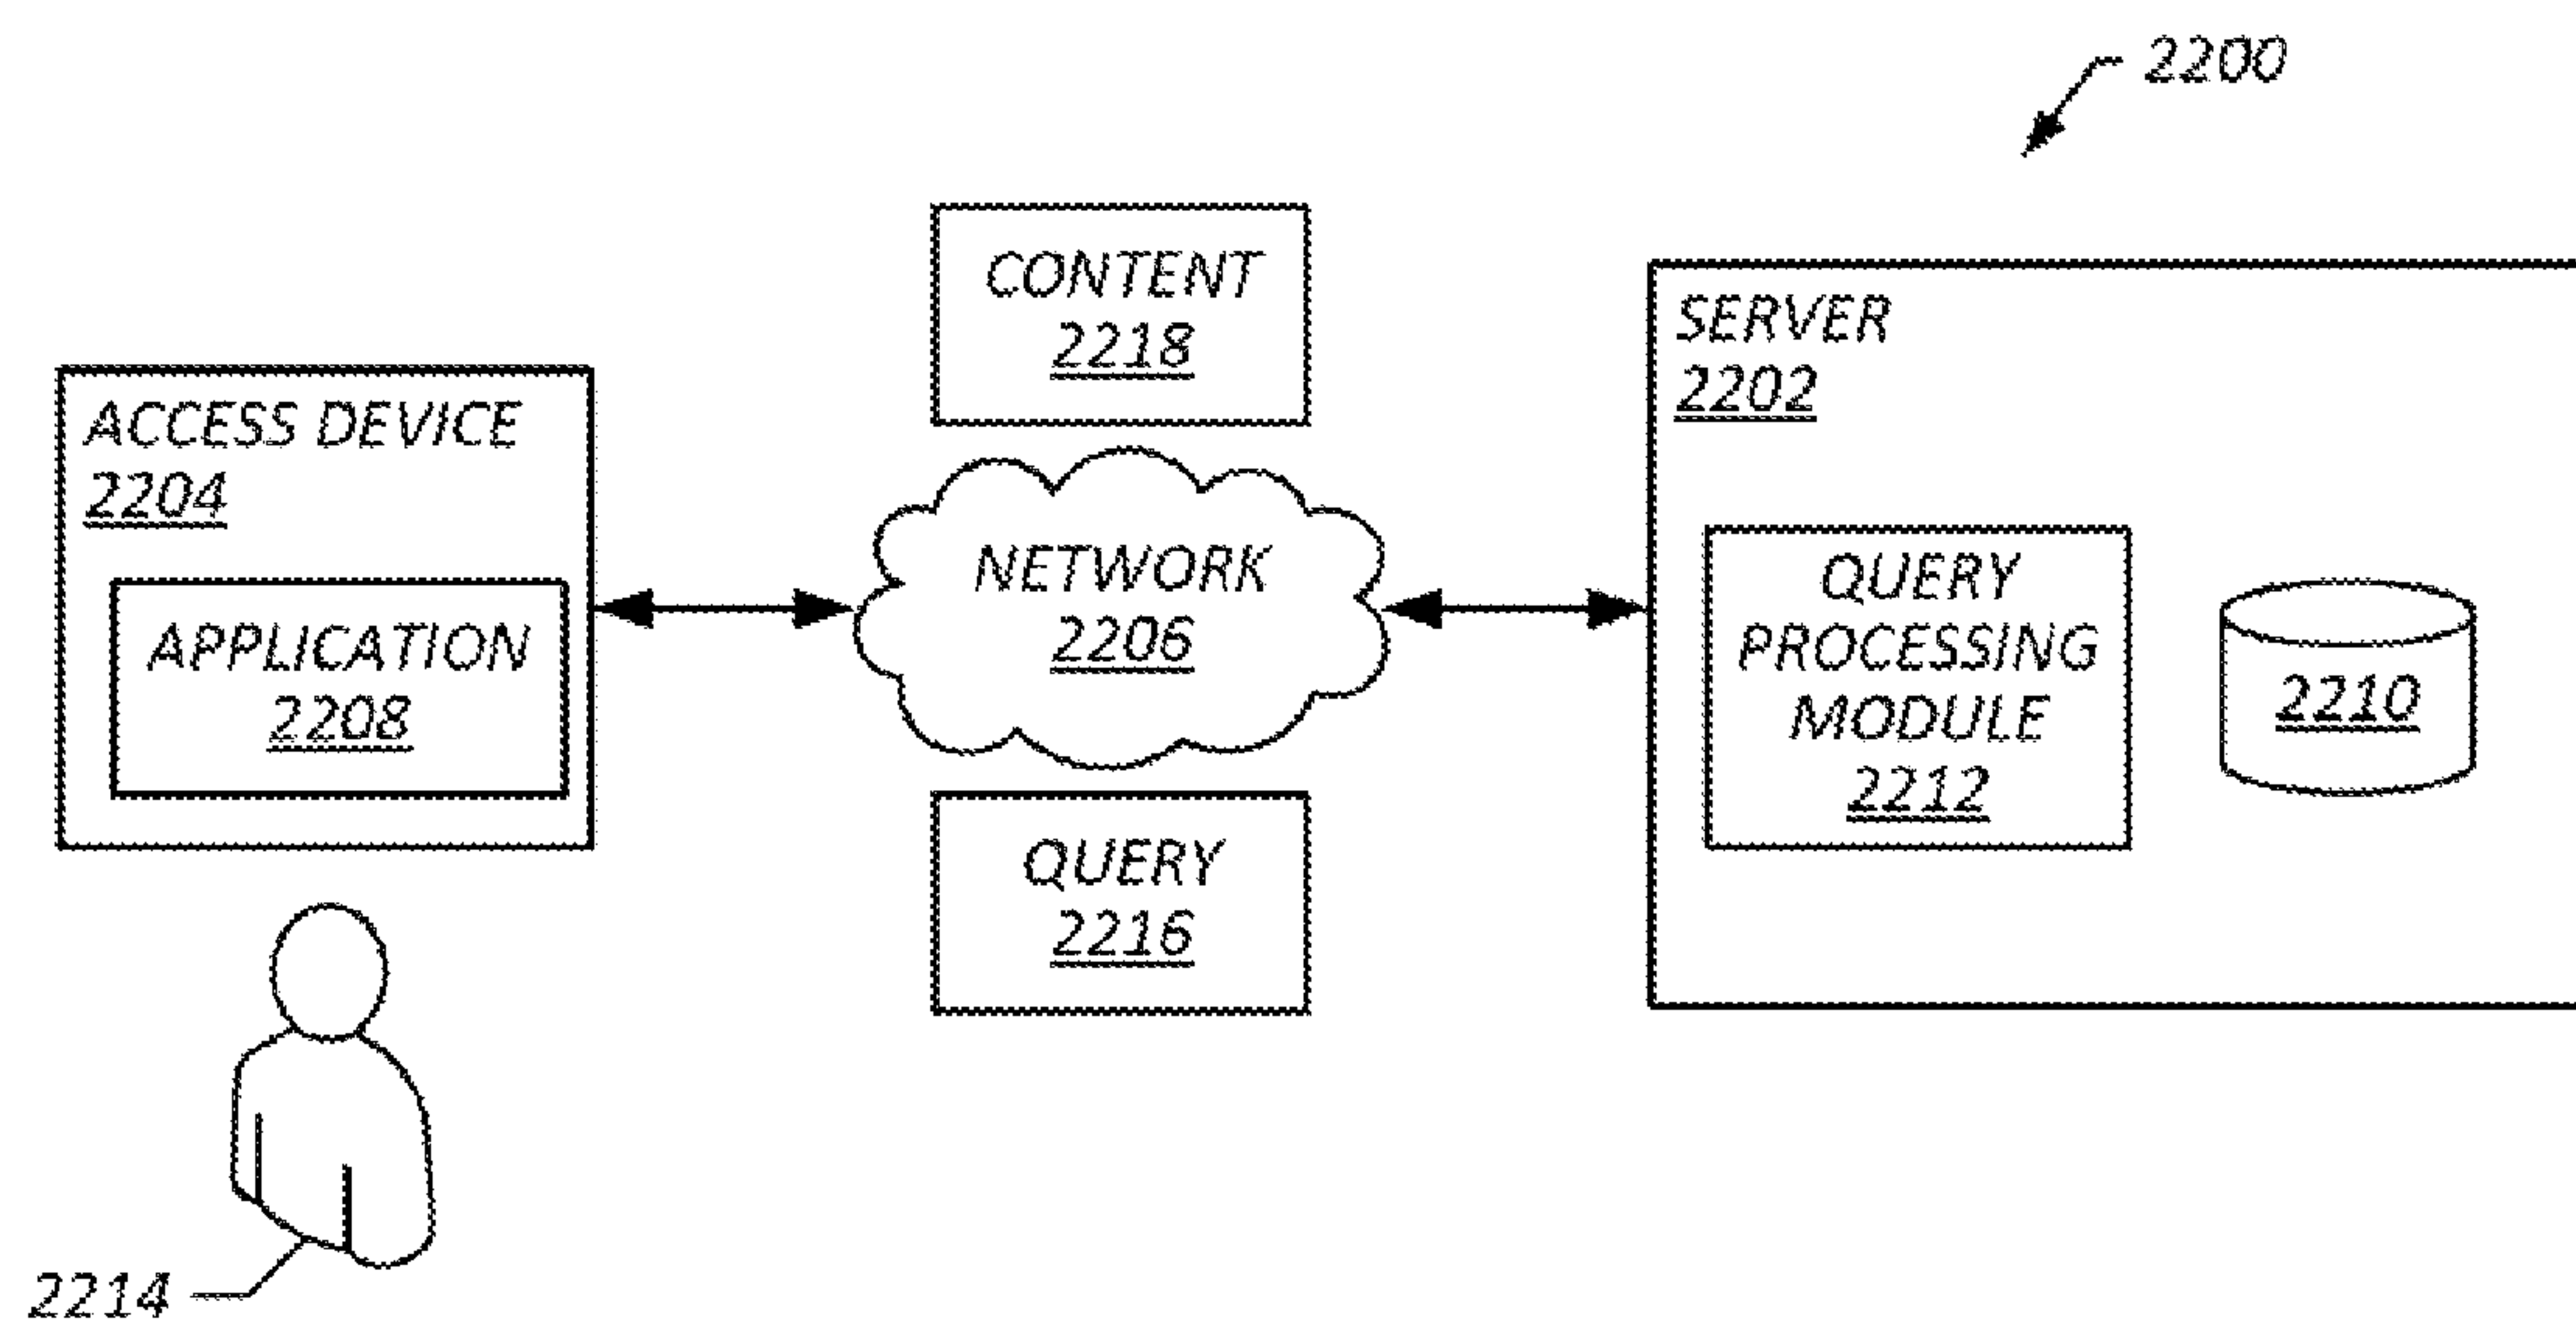 2200
CONTENT
2218
SERVER
2202
ACCESS DEVICE
2204
APPLICATION
2208
NETWORK
2206
QUERY
PROCESSING
MODULE
2212
2210
QUERY
2216
2214